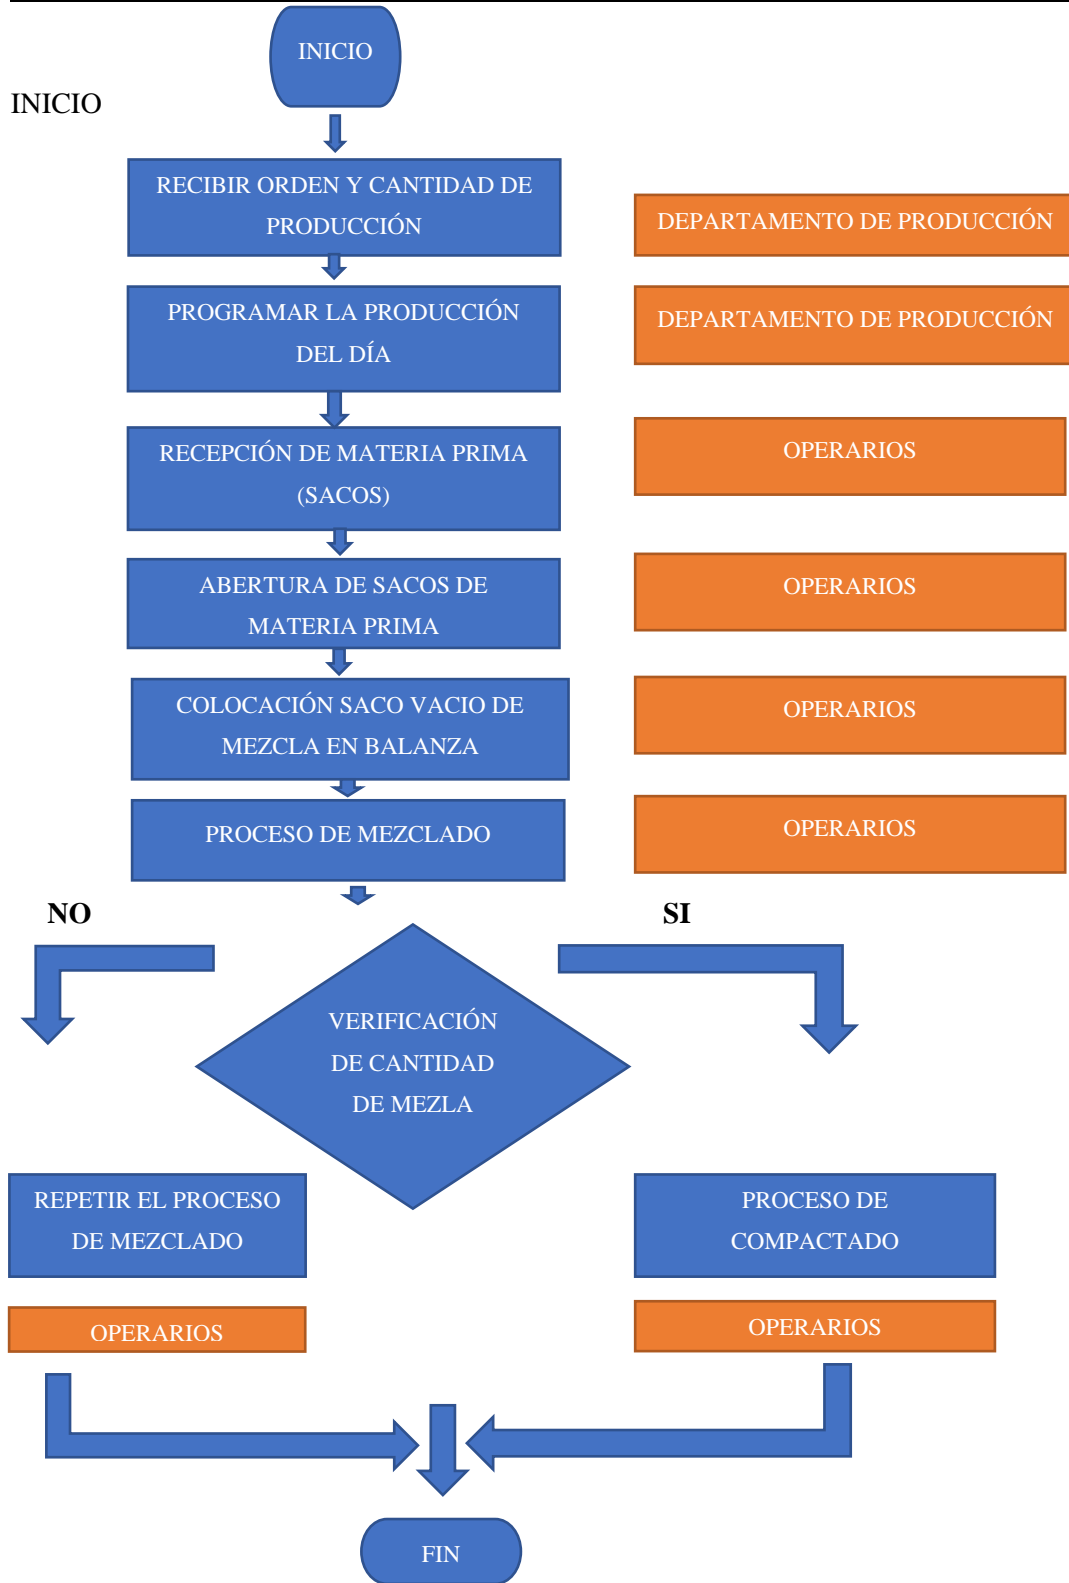 INICIO
INICIO
RECIBIR ORDEN Y CANTIDAD DE
PRODUCCIÓN
DEPARTAMENTO DE PRODUCCIÓN
PROGRAMAR LA PRODUCCIÓN
DEL DÍA
DEPARTAMENTO DE PRODUCCIÓN
RECEPCIÓN DE MATERIA PRIMA
(SACOS)
OPERARIOS
ABERTURA DE SACOS DE
MATERIA PRIMA
OPERARIOS
COLOCACIÓN SACO VACIO DE
MEZCLA EN BALANZA
OPERARIOS
PROCESO DE MEZCLADO
OPERARIOS
NO
SI
VERIFICACIÓN
DE CANTIDAD
DE MEZLA
REPETIR EL PROCESO
DE MEZCLADO
OPERARIOS
PROCESO DE
COMPACTADO
OPERARIOS
FIN